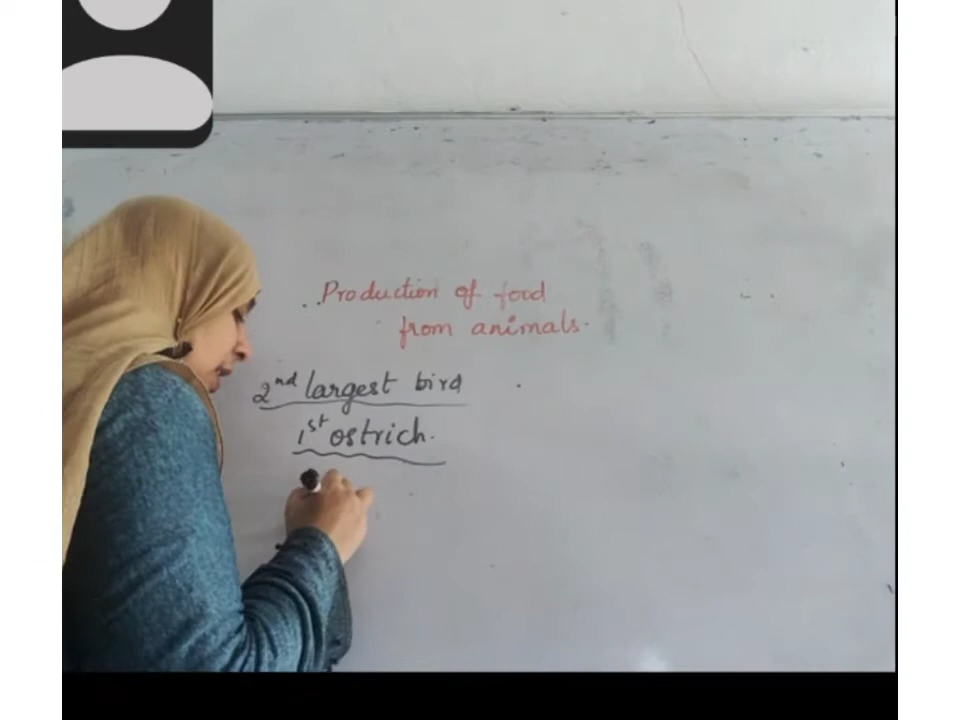 Production of food
from animals.
2nd largest bird
1st ostrich.